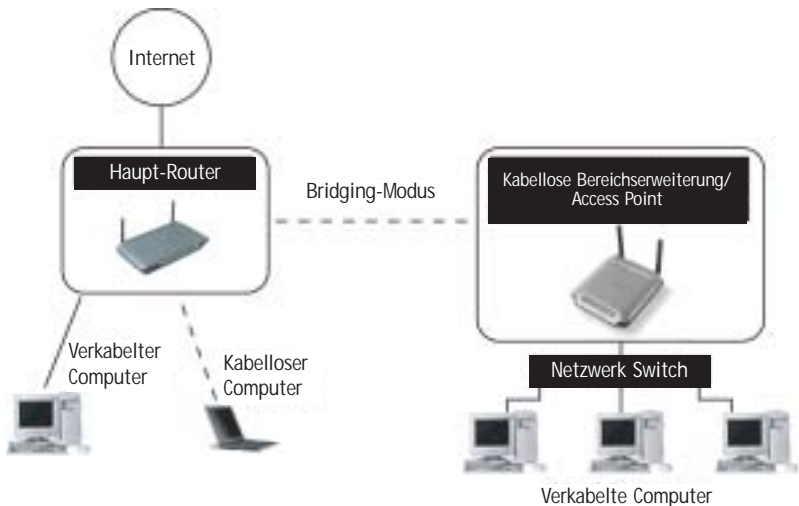 Internet
Haupt-Router
Bridging-Modus
Kabellose Bereichserweiterung/
Access Point
Verkabelter
Computer
Kabelloser
Computer
Netzwerk Switch
Verkabelte Computer